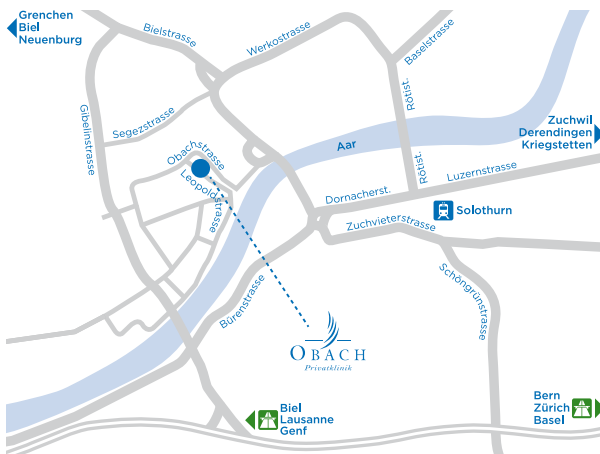 Grenchen
Biel
Neuenburg
Bielstrasse
Werkostrasse
Baselstrasse
Rötist.
Gibelinstrasse
Segezstrasse
Obachstrasse
Leopoldstrasse
Aar
Zuchwil
Derendingen
Kriegstetten
Rötist.
Luzernstrasse
Dornacherst.
Solothurn
Zuchvieterstrasse
Schöngrünstrasse
Bürenstrasse
OBACH
Privatklinik
Biel
Lausanne
Genf
Bern
Zürich
Basel